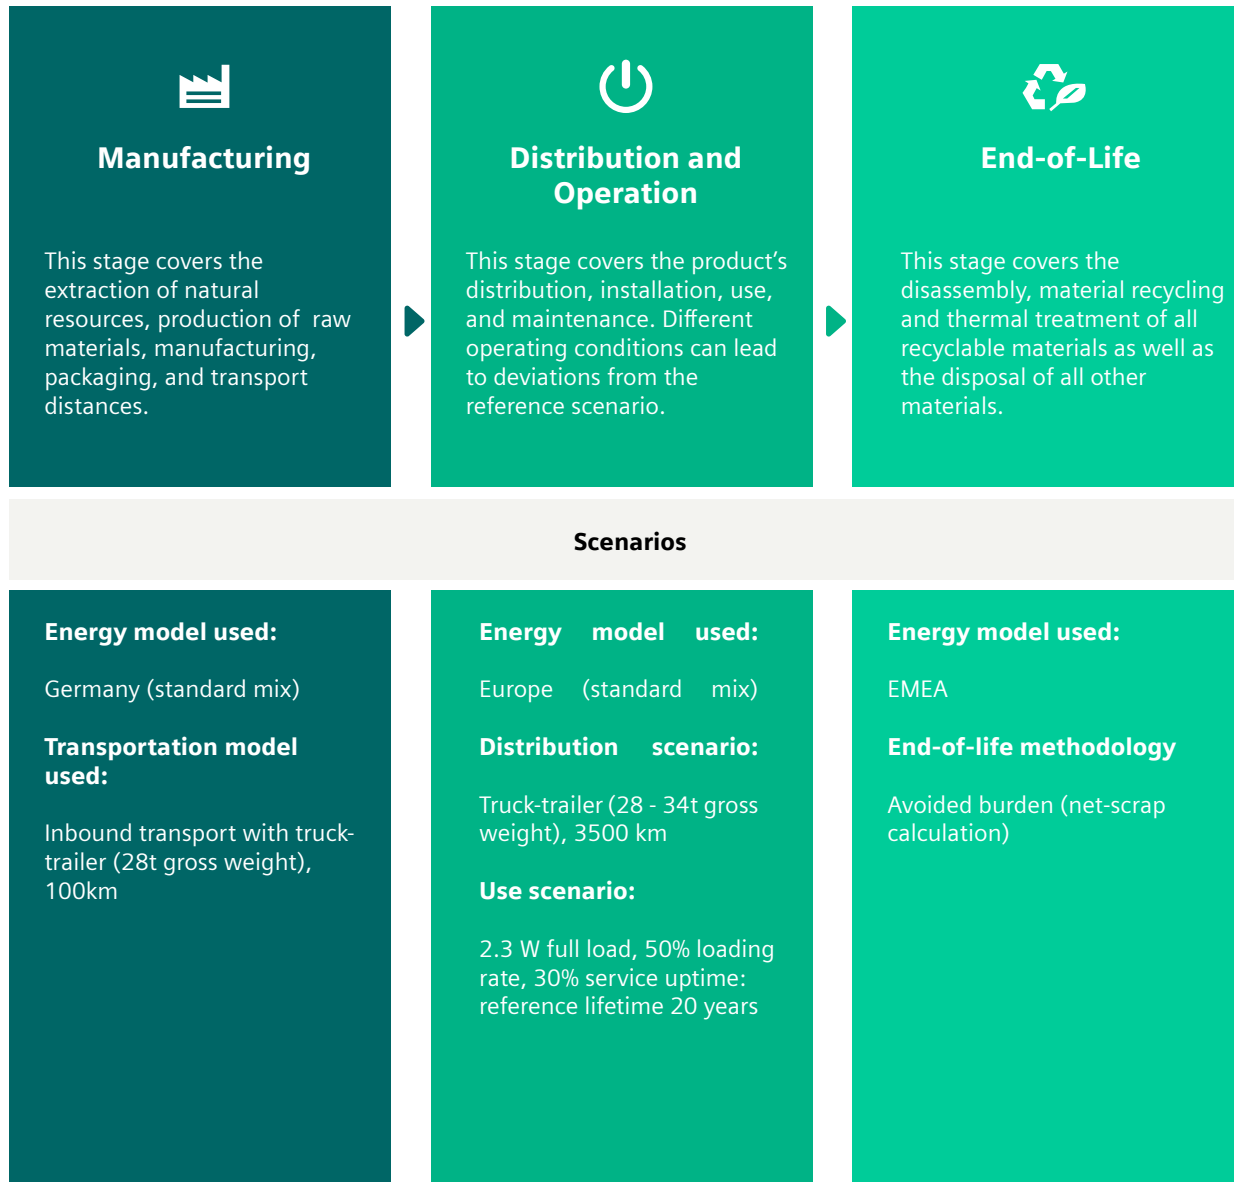 Manufacturing
This stage covers the
extraction of natural
resources, production of raw
materials, manufacturing,
packaging, and transport
distances.
Distribution and
Operation
This stage covers the product’s
distribution, installation, use,
and maintenance. Different
operating conditions can lead
to deviations from the
reference scenario.
End-of-Life
This stage covers the
disassembly, material recycling
and thermal treatment of all
recyclable materials as well as
the disposal of all other
materials.
Scenarios
Energy model used:
Germany (standard mix)
Transportation model
used:
Inbound transport with truck-
trailer (28t gross weight),
100km
Energy model used:
Europe (standard mix)
Distribution scenario:
Truck-trailer (28 - 34t gross
weight), 3500 km
Use scenario:
2.3 W full load, 50% loading
rate, 30% service uptime:
reference lifetime 20 years
Energy model used:
EMEA
End-of-life methodology
Avoided burden (net-scrap
calculation)